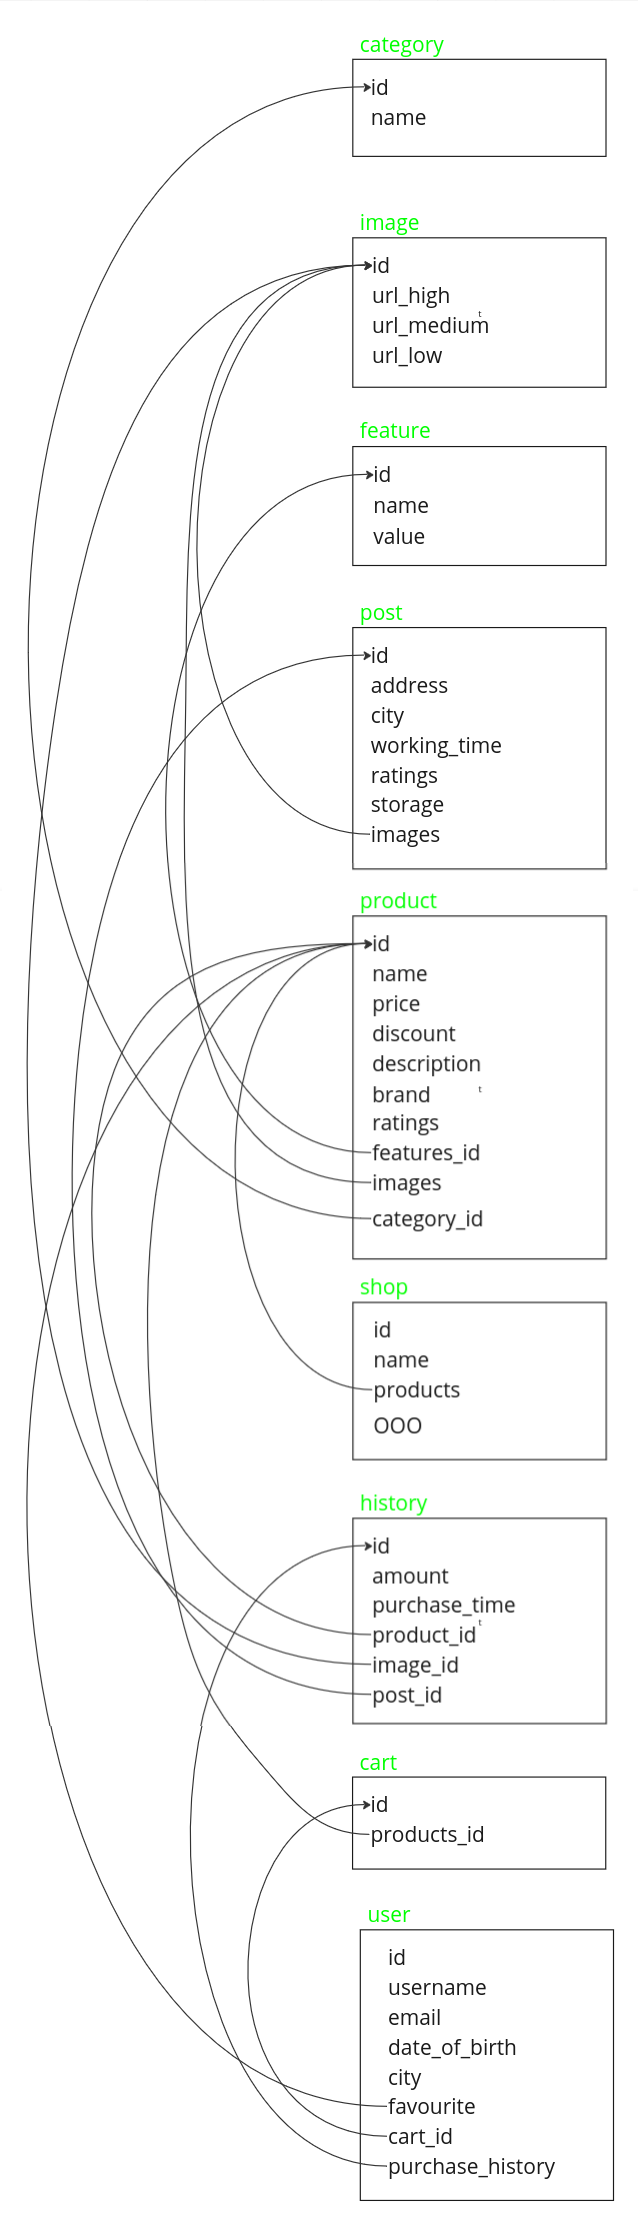 category
id
name
image
id
url_high
t
url_medium
url_low
feature
id
name
value
post
id
address
city
working_time
ratings
storage
images
product
id
name
price
discount
description
brand t
ratings
features_id
images
category_id
shop
id
name
products
OOO
history
id
amount
purchase_time
product_id t
image_id
post_id
cart
id
products_id
user
id
username
email
date_of_birth
city
favourite
cart_id
purchase_history